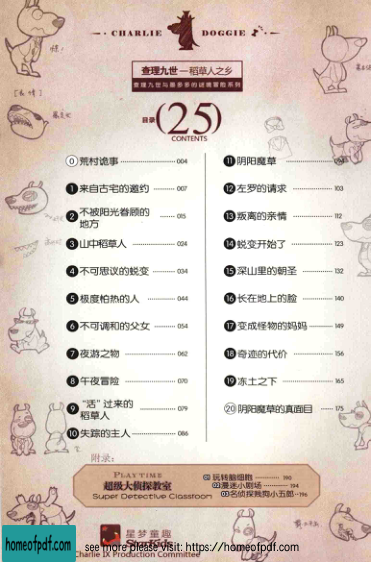 CHARLIE DOGGIE
查理九世—稻草人之乡
查理九世与墨多多的谜境冒险系列
目录
(25)
CONTENTS
0 荒村诡事 004
1 来自古宅的邀约 007
2 不被阳光眷顾的
地方 015
3 山中稻草人 024
4 不可思议的蜕变 034
5 极度怕热的人 044
6 不可调和的父女 054
7 夜游之物 062
8 午夜冒险 070
9 “活”过来的
稻草人 079
10 失踪的主人 086
11 阴阳魔草
12 左罗的请求 103
13 叛离的亲情 112
14 蜕变开始了 123
15 深山里的朝圣 132
16 长在地上的脸 140
17 变成怪物的妈妈 149
18 奇迹的代价 156
19 冻土之下 165
20 阴阳魔草的真面目 175
附录:
PLAYTIME
超级大侦探教室
Super Detective Classroom
01 玩转脑细胞 190
02 漫迷小剧场 194
03 名侦探狗狗小五郎 196
星梦童趣
StarKids
Charlie IX Production Committee
homeofpdf.com
see more please visit: https://homeofpdf.com